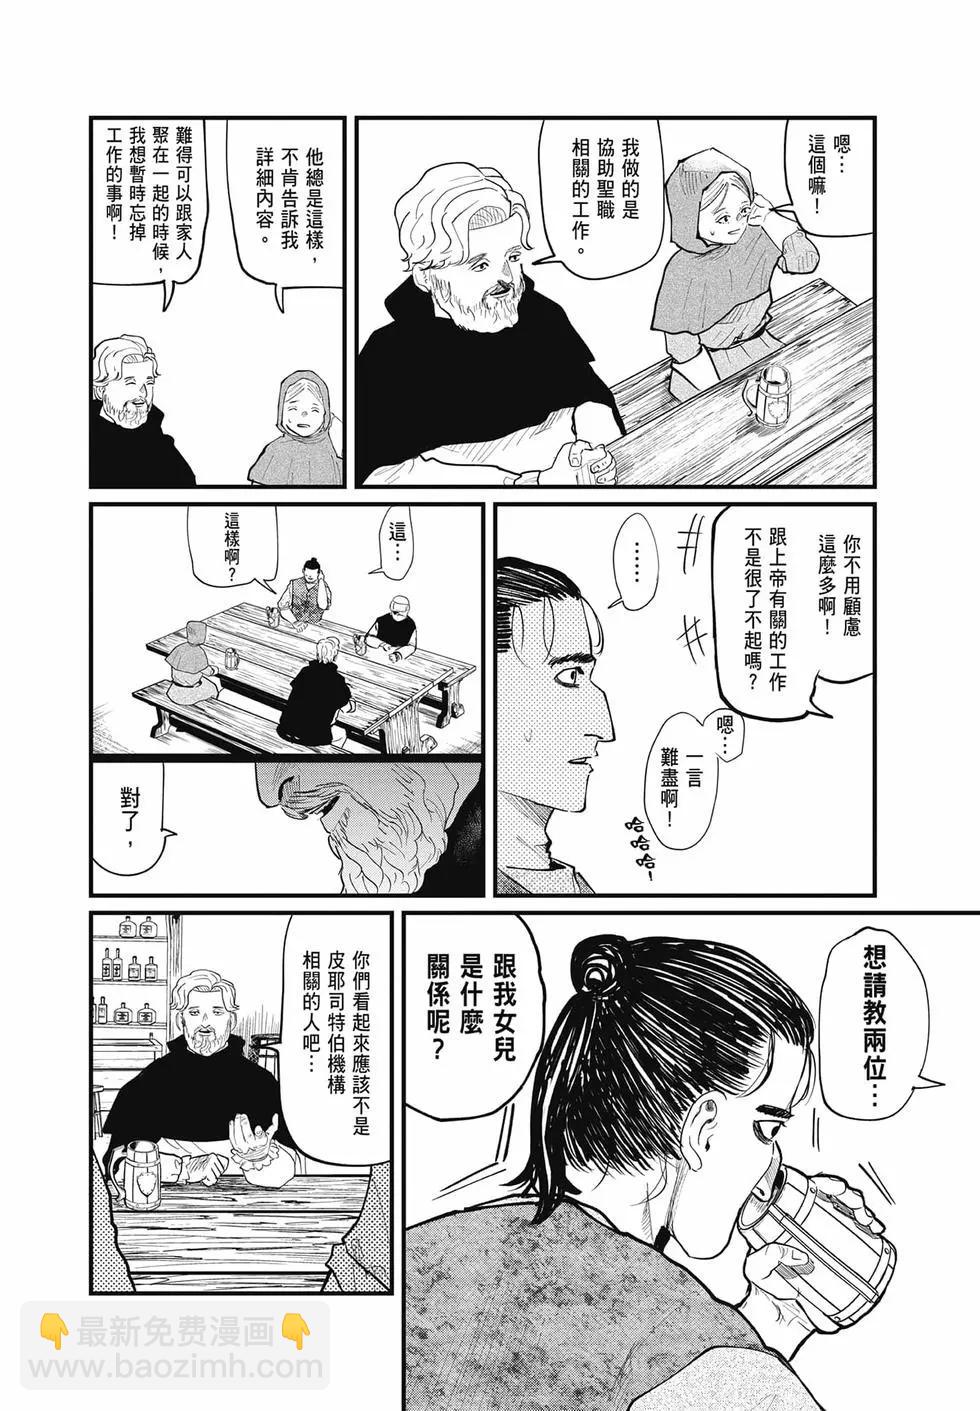 嗯…
這個嘛！
我做的是
協助聖職
相關的工作。
他總是這樣，
不肯告訴我
詳細內容。
難得可以跟家人
聚在一起的時候，
我想暫時忘掉
工作的事啊！
你不用顧慮
這麼多啊！
跟上帝有關的工作
不是很了不起嗎？
……
嗯…
一言
難盡啊！
哈哈哈！
這…
這樣啊？
對了，
想請教兩位…
跟我女兒
是什麼
關係呢？
你們看起來應該不是
皮耶司特伯機構
相關的人吧…
👇最新免费漫画👇
www.baozimh.com